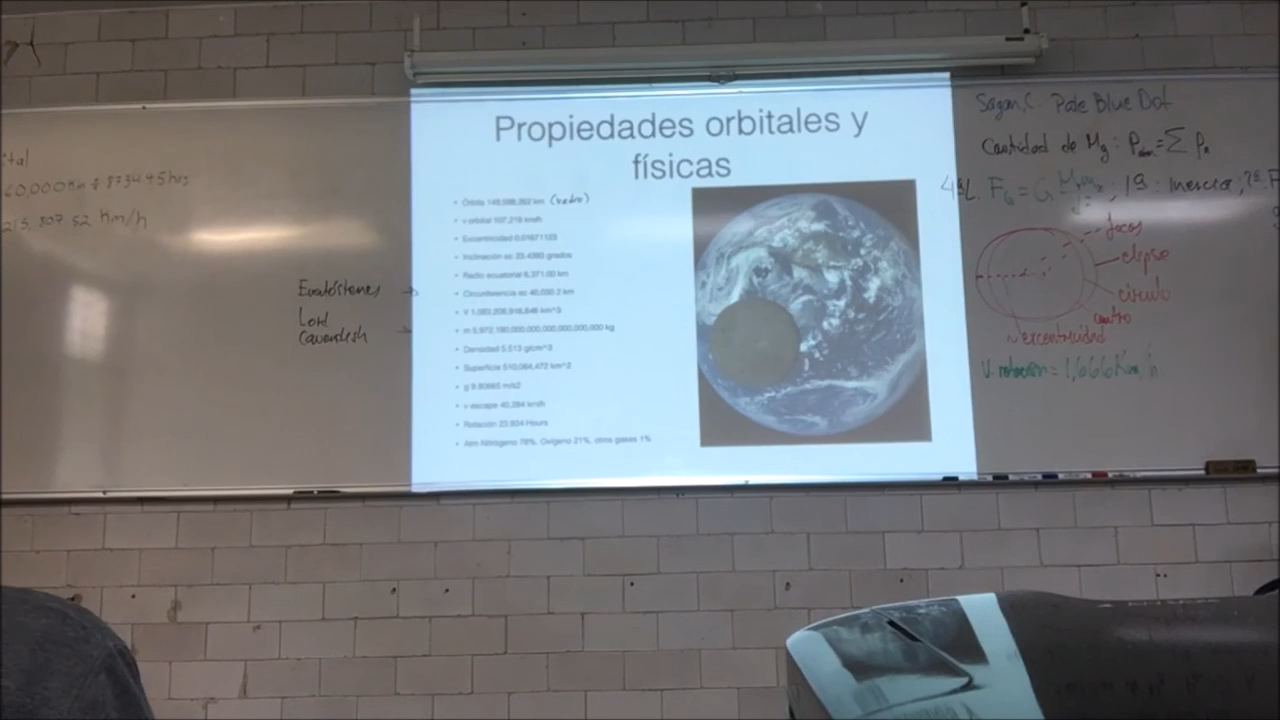 Propiedades orbitales y
físicas
Órbita 149,598,262 km (radio)
v orbital 107,218 km/h
Excentricidad 0.01671123
Inclinación ec 23.4393 grados
Radio ecuatorial 6,371.00 km
Circunferencia ec 40,030.2 km
V 1,083,206,916,846 km^3
m 5,972,190,000,000,000,000,000,000 kg
Densidad 5.513 g/cm^3
Superficie 510,064,472 km^2
g 9.80665 m/s2
v escape 40,284 km/h
Rotación 23.934 Hours
Atm Nitrógeno 78%, Oxígeno 21%, otros gases 1%
Eratóstenes →
Lord
Cavendish →
Km/h
Sagan, C. Pale Blue Dot
Cantidad de
4ª L. F = G
1ª: Inercia, 2ª: F
focos
elipse
círculo
centro
excentricidad
V. rotación = 1,666 Km/h